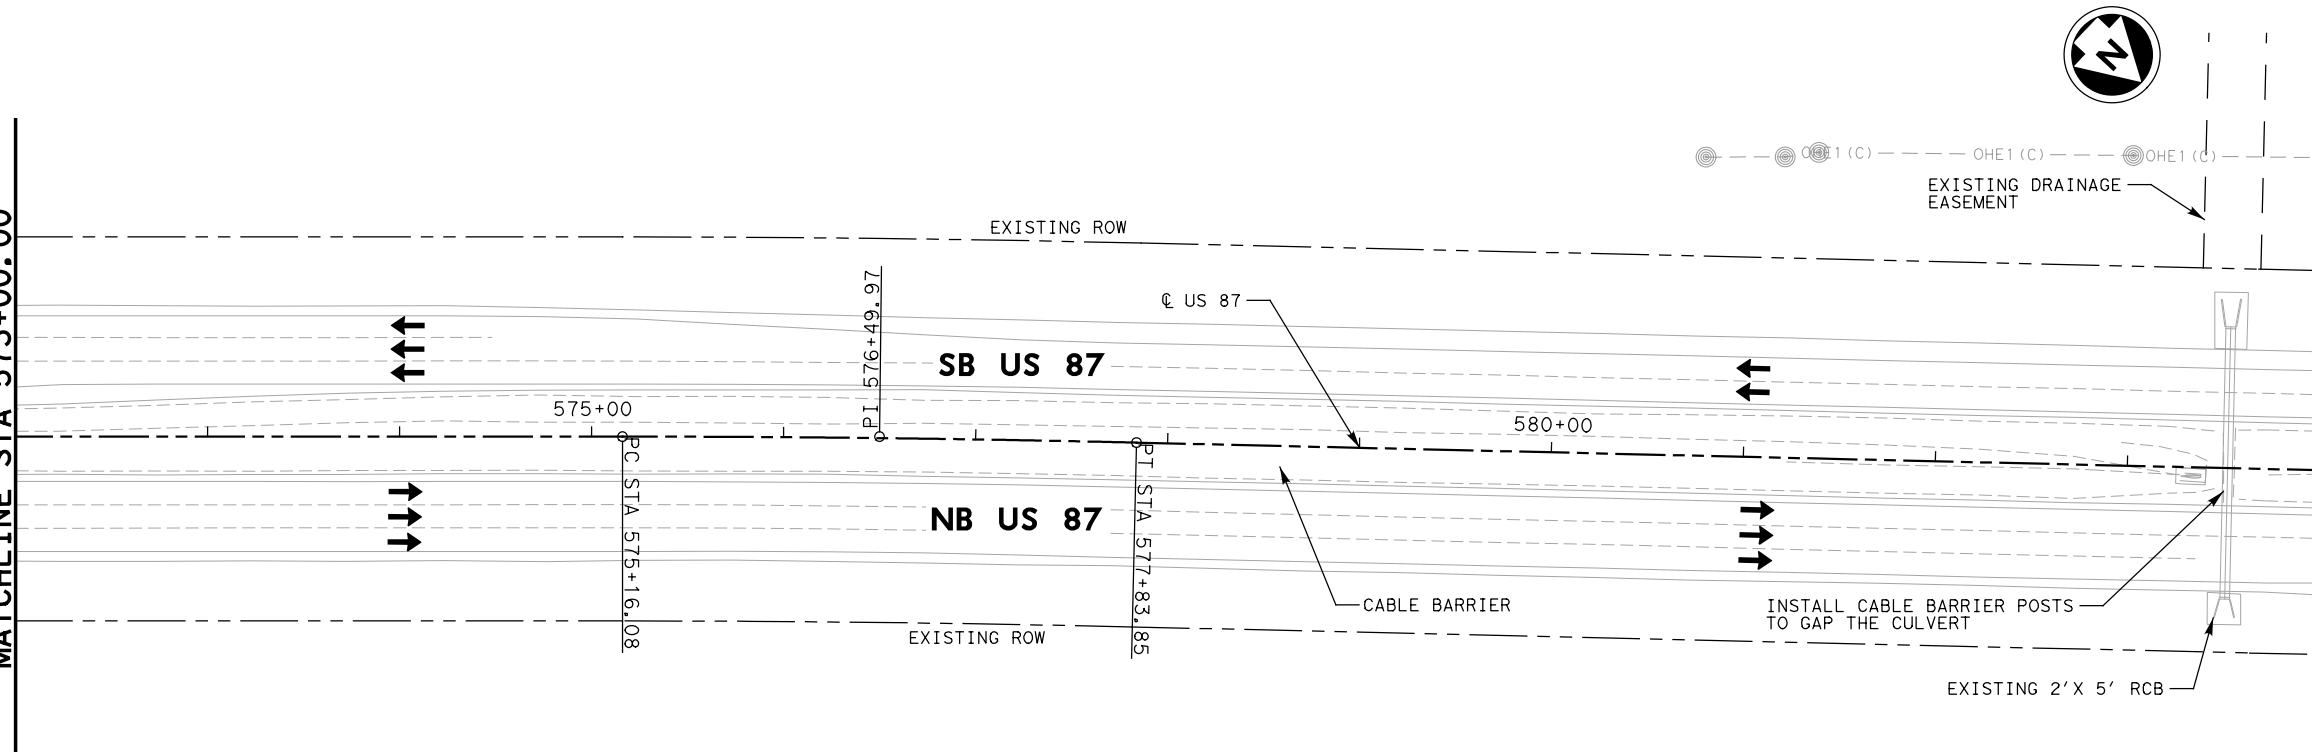 N
OHE1(C)
OHE1(C)
OHE1(C)
EXISTING DRAINAGE
EASEMENT
EXISTING ROW
PI 576+49.97
℄ US 87
SB US 87
575+00
580+00
MATCHLINE STA 573+00.00
PC STA 575+16.08
PT STA 577+83.85
NB US 87
CABLE BARRIER
INSTALL CABLE BARRIER POSTS
TO GAP THE CULVERT
EXISTING ROW
EXISTING 2'X 5' RCB